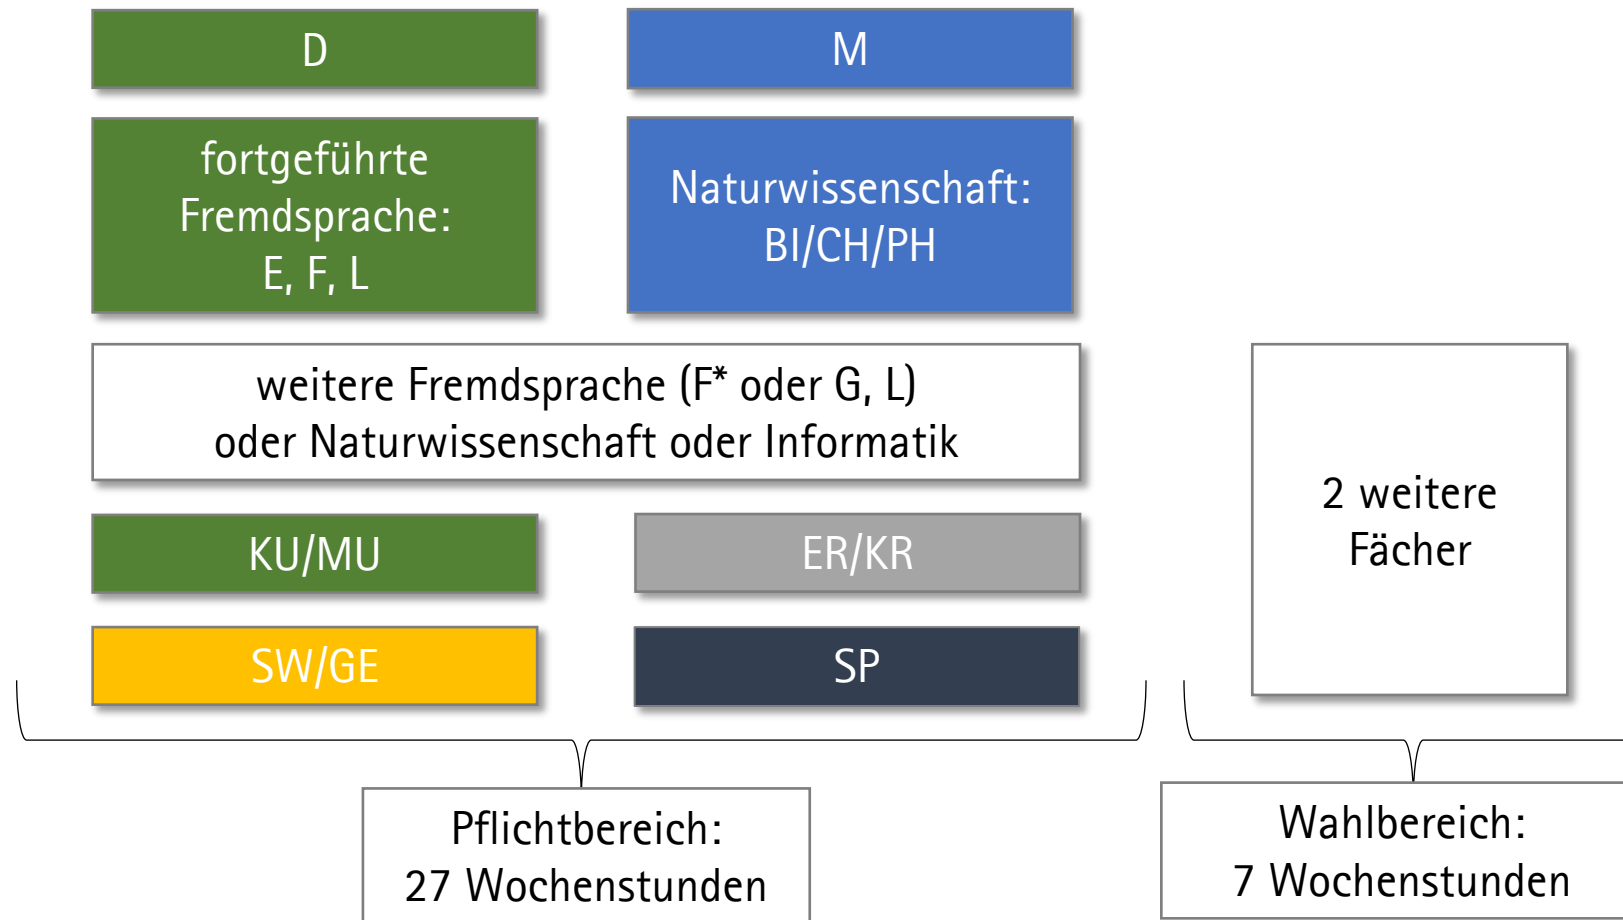 D
M
fortgeführte
Fremdsprache:
E, F, L
Naturwissenschaft:
BI/CH/PH
weitere Fremdsprache (F* oder G, L)
oder Naturwissenschaft oder Informatik
2 weitere
Fächer
KU/MU
ER/KR
SW/GE
SP
Pflichtbereich:
27 Wochenstunden
Wahlbereich:
7 Wochenstunden